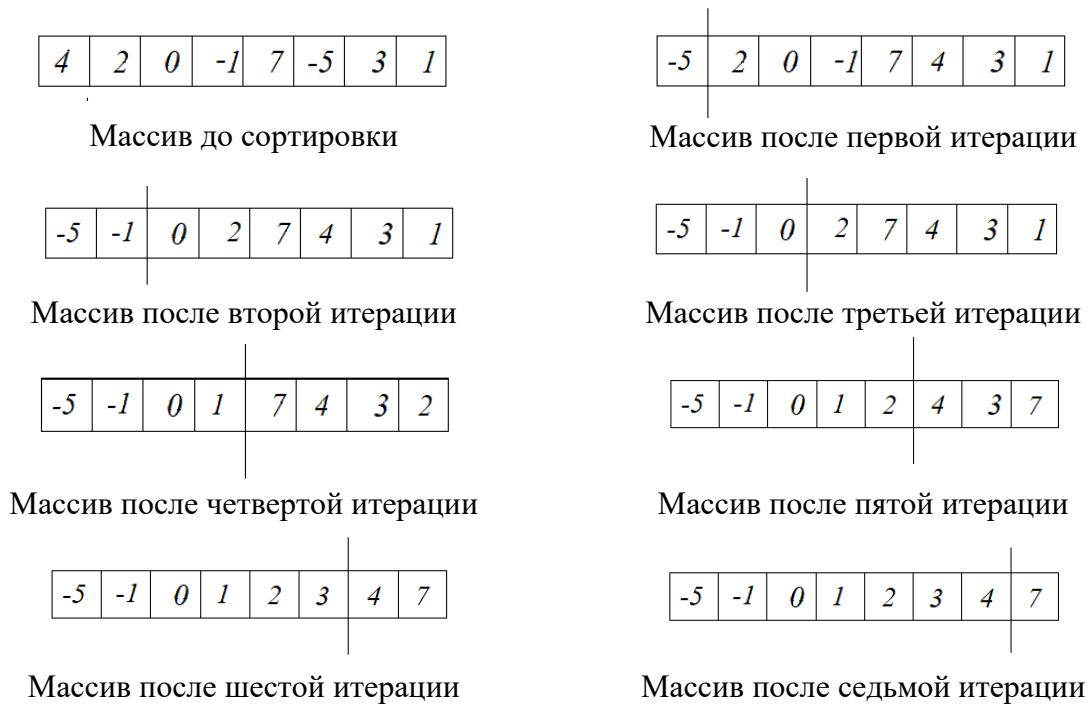 4 2 0 -1 7 -5 3 1
Массив до сортировки
-5 2 0 -1 7 4 3 1
Массив после первой итерации
-5 -1 0 2 7 4 3 1
Массив после второй итерации
-5 -1 0 2 7 4 3 1
Массив после третьей итерации
-5 -1 0 1 7 4 3 2
Массив после четвертой итерации
-5 -1 0 1 2 4 3 7
Массив после пятой итерации
-5 -1 0 1 2 3 4 7
Массив после шестой итерации
-5 -1 0 1 2 3 4 7
Массив после седьмой итерации